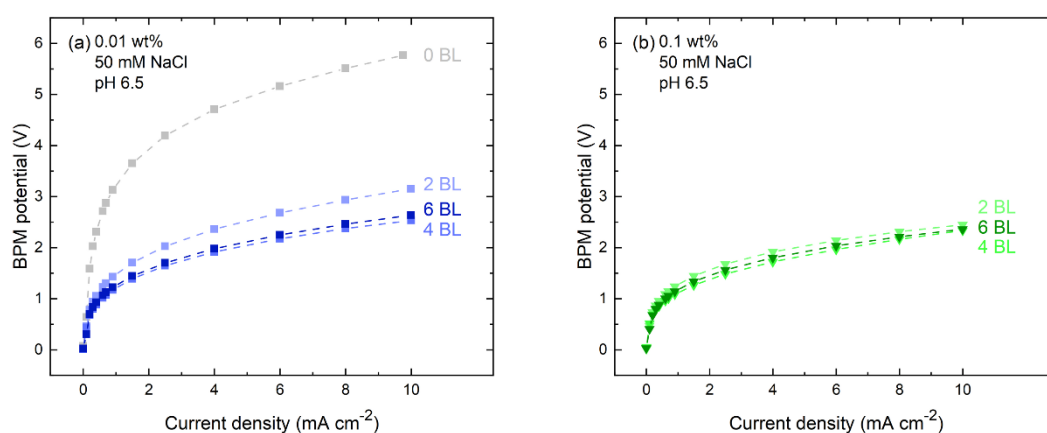 (a) 0.01 wt%
50 mM NaCl
pH 6.5
0 BL
2 BL
6 BL
4 BL
BPM potential (V)
0
1
2
3
4
5
6
0 2 4 6 8 10
Current density (mA cm⁻²)
(b) 0.1 wt%
50 mM NaCl
pH 6.5
2 BL
6 BL
4 BL
BPM potential (V)
0
1
2
3
4
5
6
0 2 4 6 8 10
Current density (mA cm⁻²)